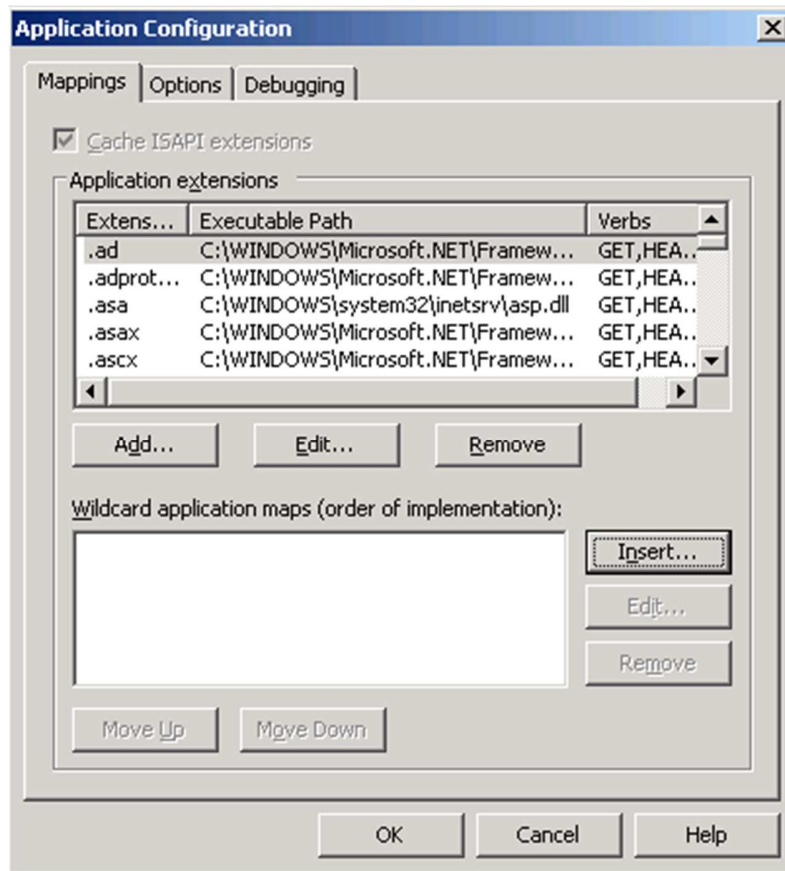 Application Configuration
Mappings Options Debugging
Cache ISAPI extensions
Application extensions
Extens... Executable Path Verbs
.ad C:\WINDOWS\Microsoft.NET\Framew... GET,HEA..
.adprot... C:\WINDOWS\Microsoft.NET\Framew... GET,HEA..
.asa C:\WINDOWS\system32\inetsrv\asp.dll GET,HEA..
.asax C:\WINDOWS\Microsoft.NET\Framew... GET,HEA..
.ascx C:\WINDOWS\Microsoft.NET\Framew... GET,HEA..
Add... Edit... Remove
Wildcard application maps (order of implementation):
Insert...
Edit...
Remove
Move Up Move Down
OK Cancel Help